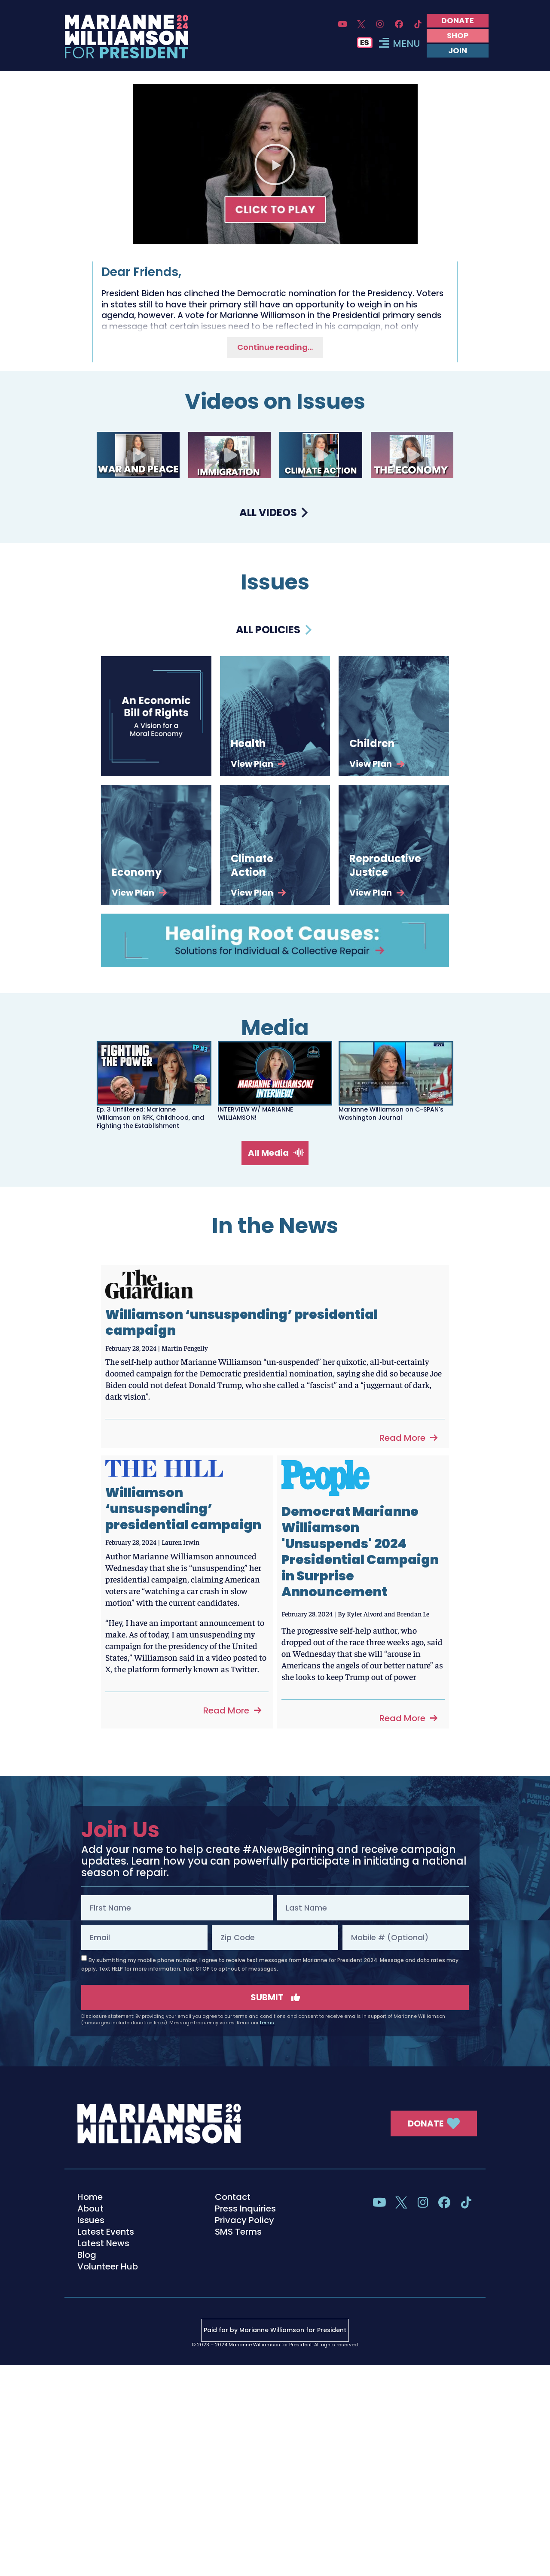 MARIANNE 20
WILLIAMSON 24
FOR PRESIDENT
DONATE
SHOP
ES
MENU
JOIN
CLICK TO PLAY
Dear Friends,
President Biden has clinched the Democratic nomination for the Presidency. Voters
in states still to have their primary still have an opportunity to weigh in on his
agenda, however. A vote for Marianne Williamson in the Presidential primary sends
a message that certain issues need to be reflected in his campaign, not only
Continue reading...
Videos on Issues
WAR AND PEACE
IMMIGRATION
CLIMATE ACTION
THE ECONOMY
ALL VIDEOS
Issues
ALL POLICIES
An Economic
Bill of Rights
A Vision for a
Moral Economy
Health
View Plan
Children
View Plan
Economy
View Plan
Climate
Action
View Plan
Reproductive
Justice
View Plan
Healing Root Causes:
Solutions for Individual & Collective Repair
Media
FIGHTING
THE POWER
EP #3
MARIANNE WILLIAMSON!
INTERVIEW!
LIVE
Ep. 3 Unfiltered: Marianne
Williamson on RFK, Childhood, and
Fighting the Establishment
INTERVIEW W/ MARIANNE
WILLIAMSON!
Marianne Williamson on C-SPAN's
Washington Journal
All Media
In the News
The
Guardian
Williamson ‘unsuspending’ presidential
campaign
February 28, 2024 | Martin Pengelly
The self-help author Marianne Williamson “un-suspended” her quixotic, all-but-certainly
doomed campaign for the Democratic presidential nomination, saying she did so because Joe
Biden could not defeat Donald Trump, who she called a “fascist” and a “juggernaut of dark,
dark vision”.
Read More
THE HILL
Williamson
‘unsuspending’
presidential campaign
February 28, 2024 | Lauren Irwin
Author Marianne Williamson announced
Wednesday that she is “unsuspending” her
presidential campaign, claiming American
voters are “watching a car crash in slow
motion” with the current candidates.
“Hey, I have an important announcement to
make. As of today, I am unsuspending my
campaign for the presidency of the United
States,” Williamson said in a video posted to
X, the platform formerly known as Twitter.
Read More
People
Democrat Marianne
Williamson
'Unsuspends' 2024
Presidential Campaign
in Surprise
Announcement
February 28, 2024 | By Kyler Alvord and Brendan Le
The progressive self-help author, who
dropped out of the race three weeks ago, said
on Wednesday that she will “arouse in
Americans the angels of our better nature” as
she looks to keep Trump out of power
Read More
Join Us
Add your name to help create #ANewBeginning and receive campaign
updates. Learn how you can powerfully participate in initiating a national
season of repair.
First Name
Last Name
Email
Zip Code
Mobile # (Optional)
By submitting my mobile phone number, I agree to receive text messages from Marianne for President 2024. Message and data rates may
apply. Text HELP for more information. Text STOP to opt-out of messages.
SUBMIT
Disclosure statement: By providing your email you agree to our terms and conditions and consent to receive emails in support of Marianne Williamson
(messages include donation links). Message frequency varies. Read our terms.
MARIANNE 20
WILLIAMSON 24
DONATE
Home
About
Issues
Latest Events
Latest News
Blog
Volunteer Hub
Contact
Press Inquiries
Privacy Policy
SMS Terms
Paid for by Marianne Williamson for President
© 2023 – 2024 Marianne Williamson for President. All rights reserved.